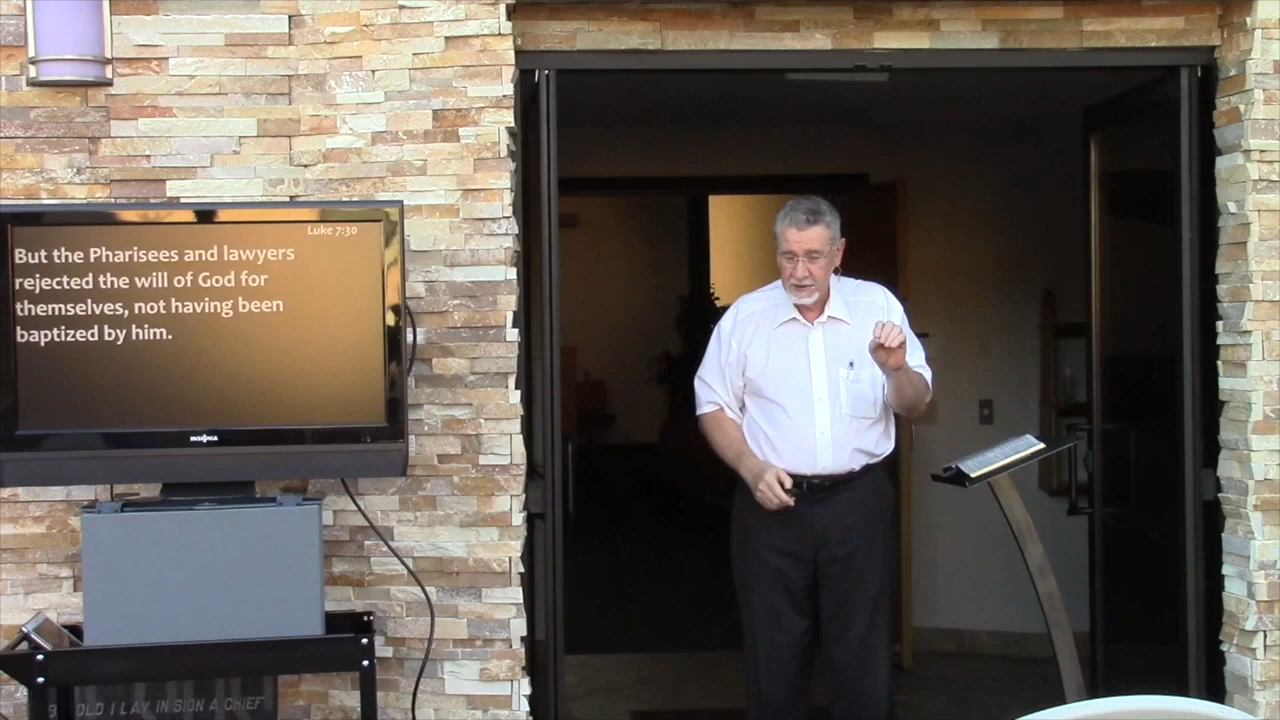 Luke 7:30
But the Pharisees and lawyers
rejected the will of God for
themselves, not having been
baptized by him.
INSIGNIA
OLD I LAY IN SION A CHIEF